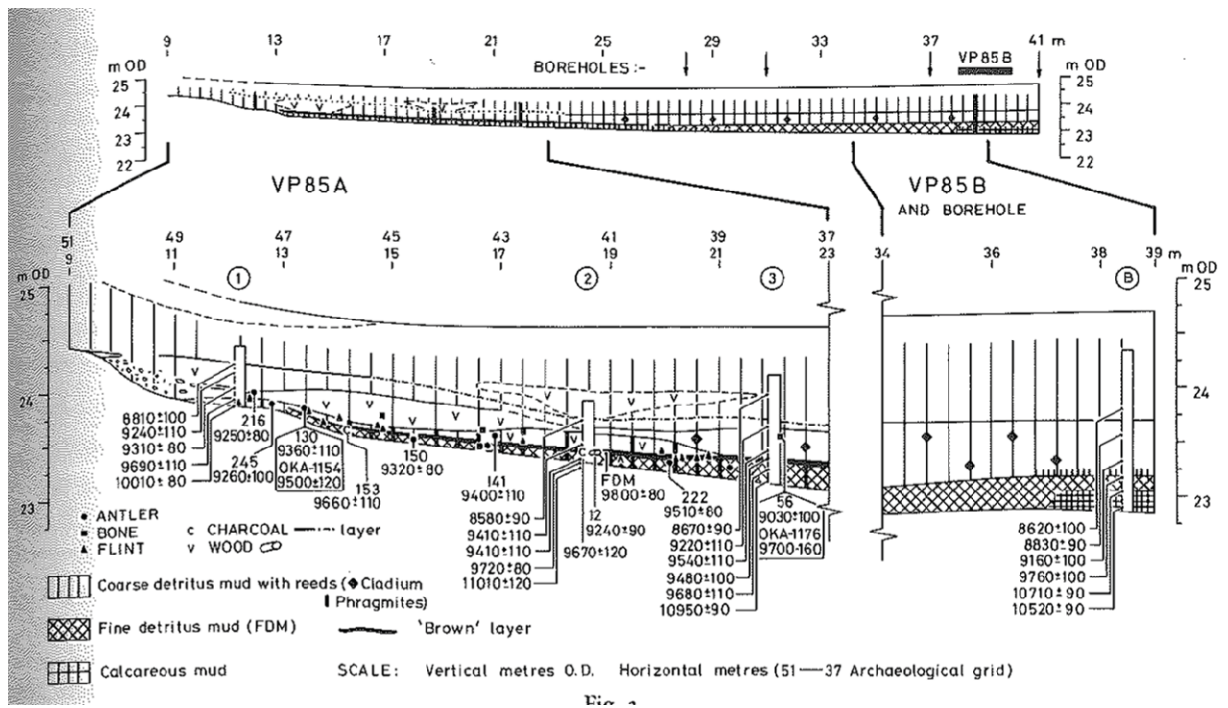 9 13 17 21 25 29 33 37 41 m
BOREHOLES:-
VP85B
m OD
25
24
23
22
m OD
25
24
23
22
VP85A
VP85B
AND BOREHOLE
51 49 47 45 43 41 39 37
9 11 13 15 17 19 21 23 34 36 38 39
m OD
25
24
23
m OD
25
24
23
1 2 3 B
8810±100
9240±110
9310±80
9690±110
10010±80
216
9250±80
245
9260±100
130
9360±110
OKA-1154
9500±120
153
9660±110
150
9320±80
141
9400±110
8580±90
9410±110
9410±110
9720±80
11010±120
12
9240±90
9670±120
FDM
9800±80
222
9510±80
8670±90
9220±110
9540±110
9480±100
9680±110
10950±90
56
9030±100
OKA-1176
9700-160
8620±100
8830±90
9160±100
9760±100
10710±90
10520±90
ANTLER
BONE C CHARCOAL layer
FLINT V WOOD
Coarse detritus mud with reeds (Cladium
Phragmites)
Fine detritus mud (FDM) 'Brown' layer
Calcareous mud SCALE: Vertical metres O.D. Horizontal metres (51—37 Archaeological grid)